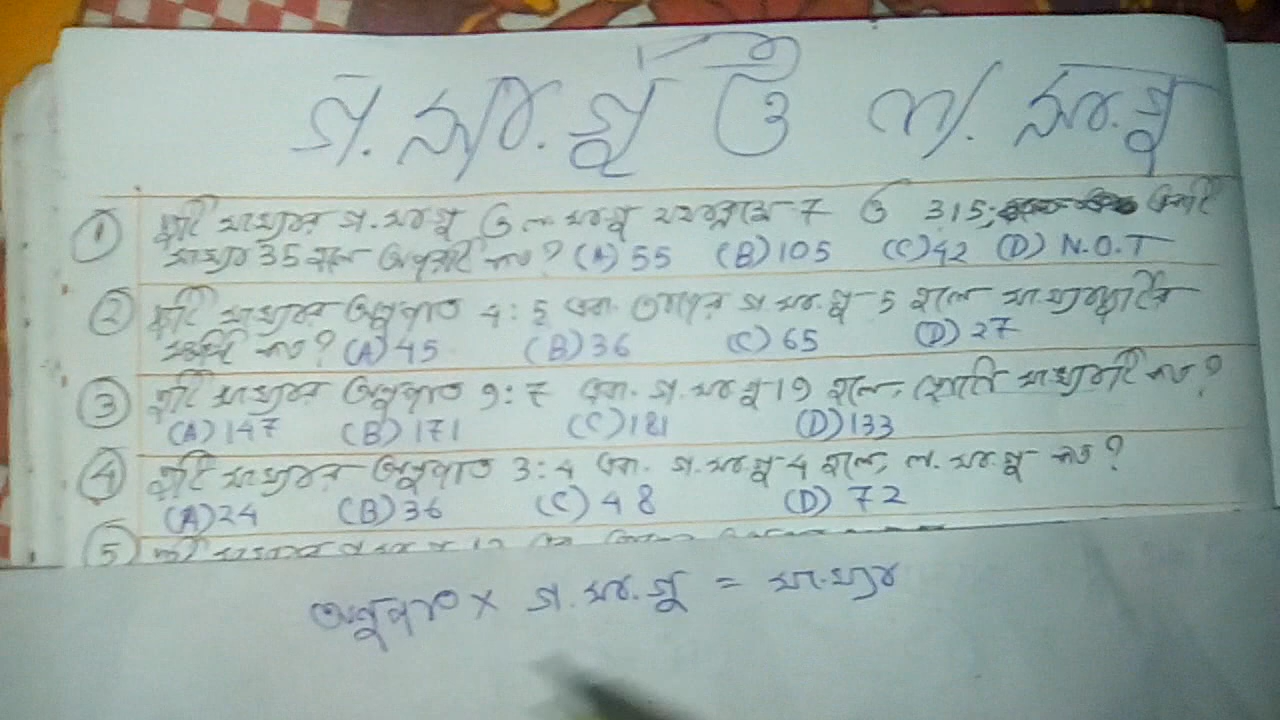 গ. সা.গু ও ল. সা.গু
① দুটি সংখ্যার গ.সা.গু ও ল.সা.গু যথাক্রমে 7 ও 315; একটি
সংখ্যা 35 হলে অপরটি কত? (A) 55 (B) 105 (C) 42 (D) N.O.T
② দুটি সংখ্যার অনুপাত 4:5 এবং তাদের গ.সা.গু 5 হলে সংখ্যাদুটির
সমষ্টি কত? (A) 45 (B) 36 (C) 65 (D) 27
③ দুটি সংখ্যার অনুপাত 9:7 এবং গ.সা.গু 19 হলে, ছোট সংখ্যাটি কত?
(A) 147 (B) 171 (C) 181 (D) 133
④ দুটি সংখ্যার অনুপাত 3:4 এবং গ.সা.গু 4 হলে, ল.সা.গু কত?
(A) 24 (B) 36 (C) 48 (D) 72
⑤
অনুপাত × গ.সা.গু = সংখ্যা